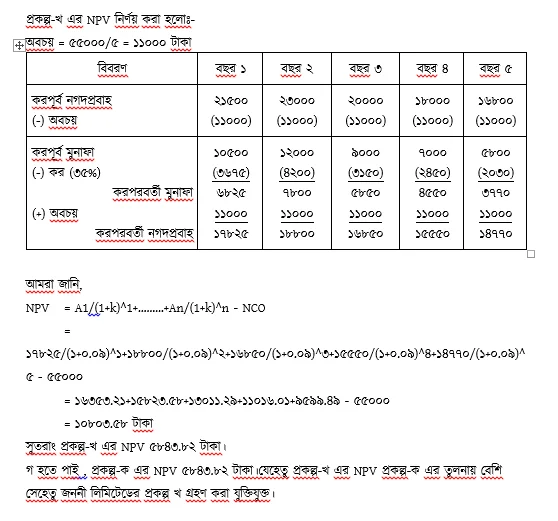 প্রকল্প-খ এর NPV নির্ণয় করা হলোঃ-
অবচয় = ৫৫০০০/৫ = ১১০০০ টাকা
বিবরণ বছর ১ বছর ২ বছর ৩ বছর ৪ বছর ৫
করপূর্ব নগদপ্রবাহ ২১৫০০ ২৩০০০ ২০০০০ ১৮০০০ ১৬৮০০
(-) অবচয় (১১০০০) (১১০০০) (১১০০০) (১১০০০) (১১০০০)
করপূর্ব মুনাফা ১০৫০০ ১২০০০ ৯০০০ ৭০০০ ৫৮০০
(-) কর (৩৫%) (৩৬৭৫) (৪২০০) (৩১৫০) (২৪৫০) (২০৩০)
করপরবর্তী মুনাফা ৬৮২৫ ৭৮০০ ৫৮৫০ ৪৫৫০ ৩৭৭০
(+) অবচয় ১১০০০ ১১০০০ ১১০০০ ১১০০০ ১১০০০
করপরবর্তী নগদপ্রবাহ ১৭৮২৫ ১৮৮০০ ১৬৮৫০ ১৫৫৫০ ১৪৭৭০
আমরা জানি,
NPV = A1/(1+k)^1+.........+An/(1+k)^n - NCO
=
১৭৮২৫/(১+০.০৯)^১+১৮৮০০/(১+০.০৯)^২+১৬৮৫০/(১+০.০৯)^৩+১৫৫৫০/(১+০.০৯)^৪+১৪৭৭০/(১+০.০৯)^
৫ - ৫৫০০০
= ১৬৩৫৩.২১+১৫৮২৩.৫৮+১৩০১১.২৯+১১০১৬.০১+৯৫৯৯.৪৯ - ৫৫০০০
= ১০৮০৩.৫৮ টাকা
সুতরাং প্রকল্প-খ এর NPV ৫৮৪৩.৮২ টাকা।
গ হতে পাই , প্রকল্প-ক এর NPV ৫৮৪৩.৮২ টাকা।যেহেতু প্রকল্প-খ এর NPV প্রকল্প-ক এর তুলনায় বেশি
সেহেতু জননী লিমিটেডের প্রকল্প খ গ্রহণ করা যুক্তিযুক্ত।